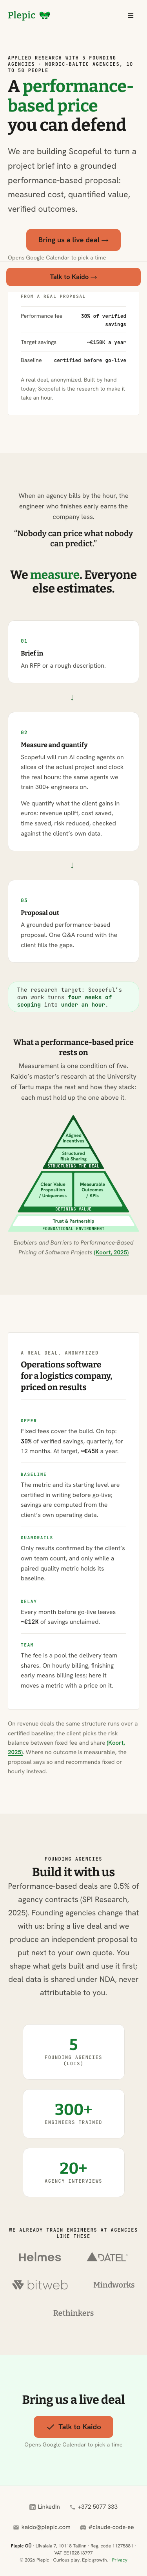 Plepic
APPLIED RESEARCH WITH 5 FOUNDING
AGENCIES · NORDIC-BALTIC AGENCIES, 10
TO 50 PEOPLE
A performance-
based price
you can defend
We are building Scopeful to turn a
project brief into a grounded
performance-based proposal:
measured cost, quantified value,
verified outcomes.
Bring us a live deal →
Opens Google Calendar to pick a time
Talk to Kaido →
FROM A REAL PROPOSAL
Performance fee
30% of verified
savings
Target savings
~€150K a year
Baseline
certified before go-live
A real deal, anonymized. Built by hand
today; Scopeful is the research to make it
take an hour.
When an agency bills by the hour, the
engineer who finishes early earns the
company less.
"Nobody can price what nobody
can predict."
We measure. Everyone
else estimates.
01
Brief in
An RFP or a rough description.
↓
02
Measure and quantify
Scopeful will run AI coding agents on
slices of the actual project and clock
the real hours: the same means we
train 300+ engineers on.
We quantify what the client gains in
euros: revenue uplift, cost saved,
time saved, risk reduced, checked
against the client's own data.
↓
03
Proposal out
A grounded performance-based
proposal. One Q&A round with the
client fills the gaps.
The research target: Scopeful's
own work turns four weeks of
scoping into under an hour.
What a performance-based price
rests on
Measurement is one condition of five.
Kaido's master's research at the University
of Tartu maps the rest and how they stack:
each must hold up the one above it.
Aligned
Incentives
Structured
Risk Sharing
STRUCTURING THE DEAL
Clear Value
Proposition
/ Uniqueness
Measurable
Outcomes
/ KPIs
DEFINING VALUE
Trust & Partnership
FOUNDATIONAL ENVIRONMENT
Enablers and Barriers to Performance-Based
Pricing of Software Projects (Koort, 2025)
A REAL DEAL, ANONYMIZED
Operations software
for a logistics company,
priced on results
OFFER
Fixed fees cover the build. On top:
30% of verified savings, quarterly, for
12 months. At target, ~€45K a year.
BASELINE
The metric and its starting level are
certified in writing before go-live;
savings are computed from the
client's own operating data.
GUARDRAILS
Only results confirmed by the client's
own team count, and only while a
paired quality metric holds its
baseline.
DELAY
Every month before go-live leaves
~€12K of savings unclaimed.
TEAM
The fee is a pool the delivery team
shares. On hourly billing, finishing
early means billing less; here it
moves a metric with a price on it.
On revenue deals the same structure runs over a
certified baseline; the client picks the risk
balance between fixed fee and share (Koort,
2025). Where no outcome is measurable, the
proposal says so and recommends fixed or
hourly instead.
FOUNDING AGENCIES
Build it with us
Performance-based deals are 0.5% of
agency contracts (SPI Research,
2025). Founding agencies change that
with us: bring a live deal and we
produce an independent proposal to
put next to your own quote. You
shape what gets built and use it first;
deal data is shared under NDA, never
attributable to you.
5
FOUNDING AGENCIES
(LOIS)
300+
ENGINEERS TRAINED
20+
AGENCY INTERVIEWS
WE ALREADY TRAIN ENGINEERS AT AGENCIES
LIKE THESE
Helmes
DATEL
bitweb
Mindworks
Rethinkers
Bring us a live deal
Talk to Kaido
Opens Google Calendar to pick a time
LinkedIn
+372 5077 333
kaido@plepic.com
#claude-code-ee